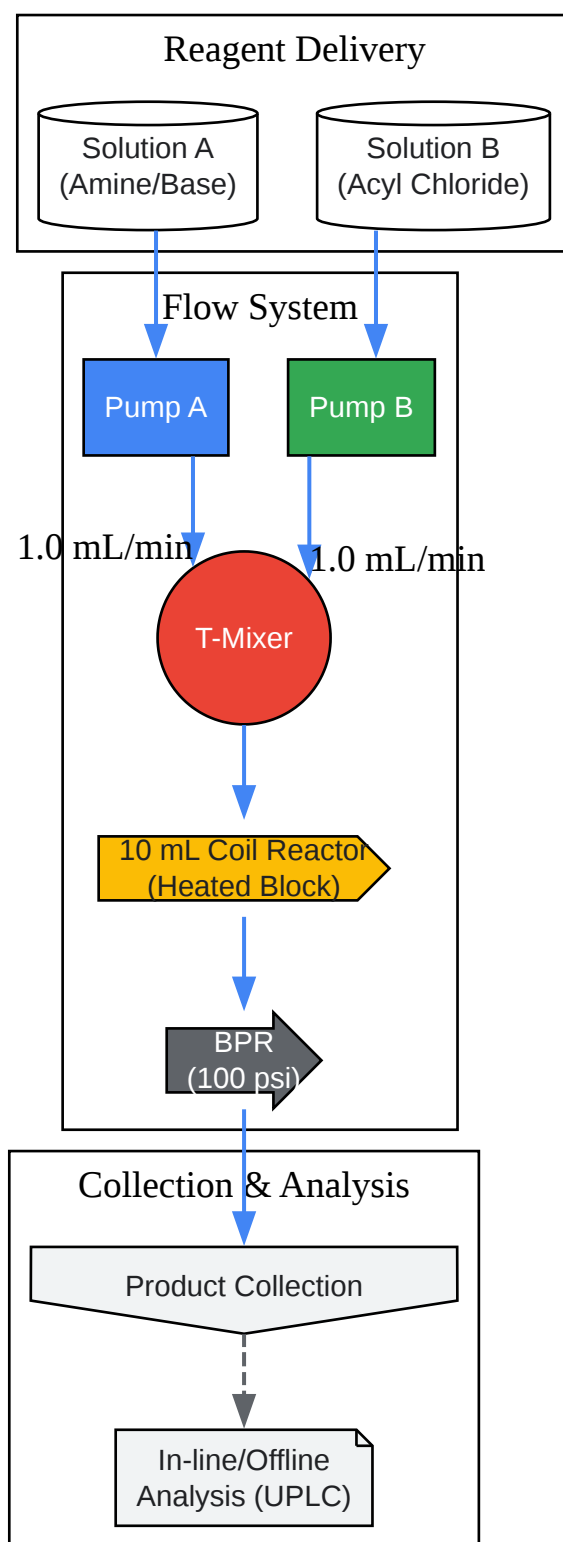 Reagent Delivery
Solution A
(Amine/Base)
Solution B
(Acyl Chloride)
Flow System
Pump A
Pump B
1.0 mL/min
1.0 mL/min
T-Mixer
10 mL Coil Reactor
(Heated Block)
BPR
(100 psi)
Collection & Analysis
Product Collection
In-line/Offline
Analysis (UPLC)